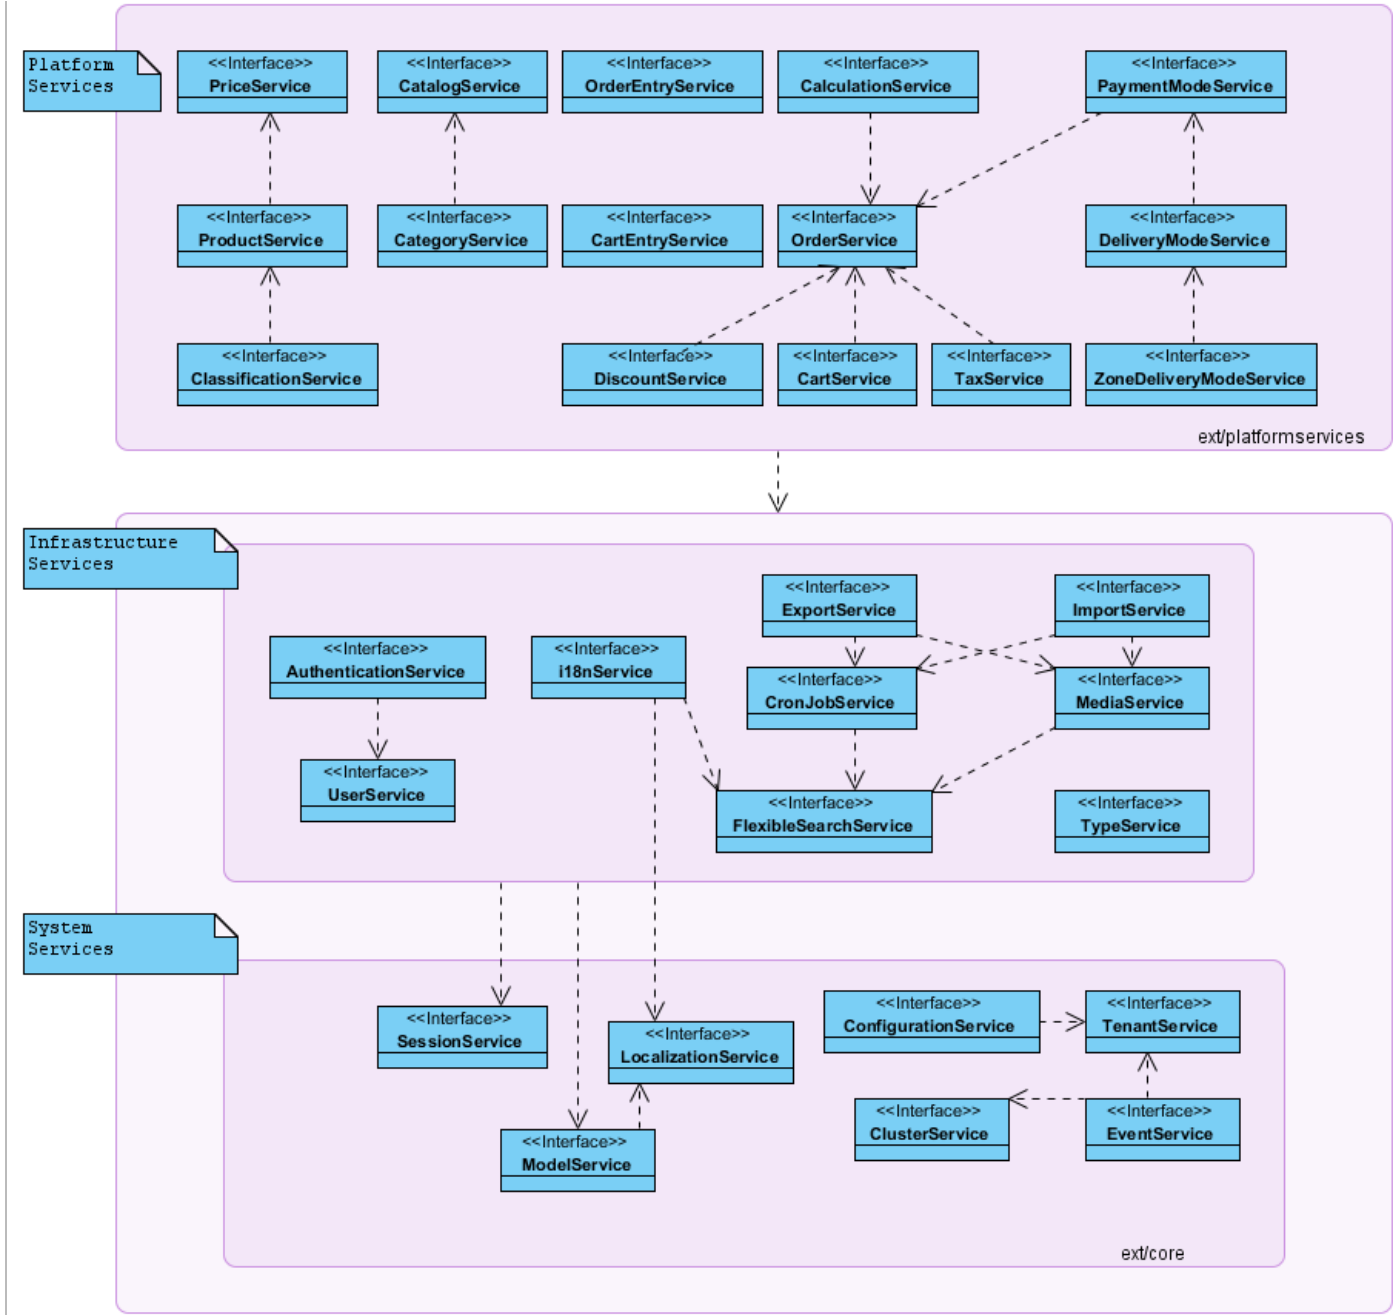 Platform
Services
<<Interface>>
PriceService
<<Interface>>
CatalogService
<<Interface>>
OrderEntryService
<<Interface>>
CalculationService
<<Interface>>
PaymentModeService
<<Interface>>
ProductService
<<Interface>>
CategoryService
<<Interface>>
CartEntryService
<<Interface>>
OrderService
<<Interface>>
DeliveryModeService
<<Interface>>
ClassificationService
<<Interface>>
DiscountService
<<Interface>>
CartService
<<Interface>>
TaxService
<<Interface>>
ZoneDeliveryModeService
ext/platformservices
Infrastructure
Services
<<Interface>>
ExportService
<<Interface>>
ImportService
<<Interface>>
AuthenticationService
<<Interface>>
i18nService
<<Interface>>
CronJobService
<<Interface>>
MediaService
<<Interface>>
UserService
<<Interface>>
FlexibleSearchService
<<Interface>>
TypeService
System
Services
<<Interface>>
SessionService
<<Interface>>
LocalizationService
<<Interface>>
ConfigurationService
<<Interface>>
TenantService
<<Interface>>
ModelService
<<Interface>>
ClusterService
<<Interface>>
EventService
ext/core